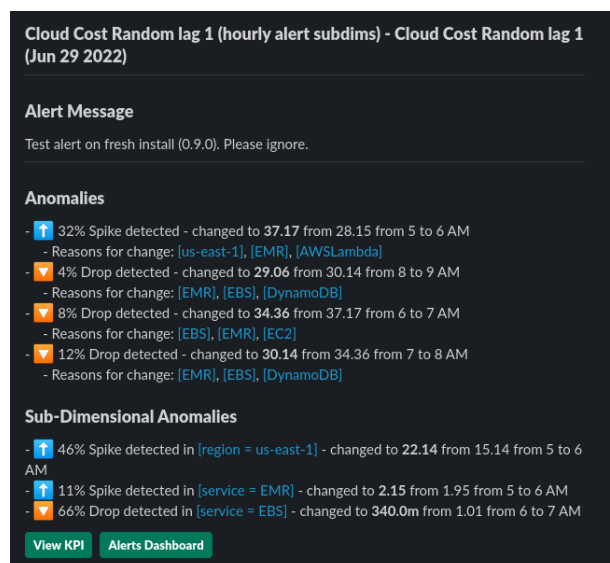 Cloud Cost Random lag 1 (hourly alert subdims) - Cloud Cost Random lag 1
(Jun 29 2022)
Alert Message
Test alert on fresh install (0.9.0). Please ignore.
Anomalies
- ⬆ 32% Spike detected - changed to 37.17 from 28.15 from 5 to 6 AM
- Reasons for change: [us-east-1], [EMR], [AWSLambda]
- 🔽 4% Drop detected - changed to 29.06 from 30.14 from 8 to 9 AM
- Reasons for change: [EMR], [EBS], [DynamoDB]
- 🔽 8% Drop detected - changed to 34.36 from 37.17 from 6 to 7 AM
- Reasons for change: [EBS], [EMR], [EC2]
- 🔽 12% Drop detected - changed to 30.14 from 34.36 from 7 to 8 AM
- Reasons for change: [EMR], [EBS], [DynamoDB]
Sub-Dimensional Anomalies
- ⬆ 46% Spike detected in [region = us-east-1] - changed to 22.14 from 15.14 from 5 to 6
AM
- ⬆ 11% Spike detected in [service = EMR] - changed to 2.15 from 1.95 from 5 to 6 AM
- 🔽 66% Drop detected in [service = EBS] - changed to 340.0m from 1.01 from 6 to 7 AM
View KPI Alerts Dashboard